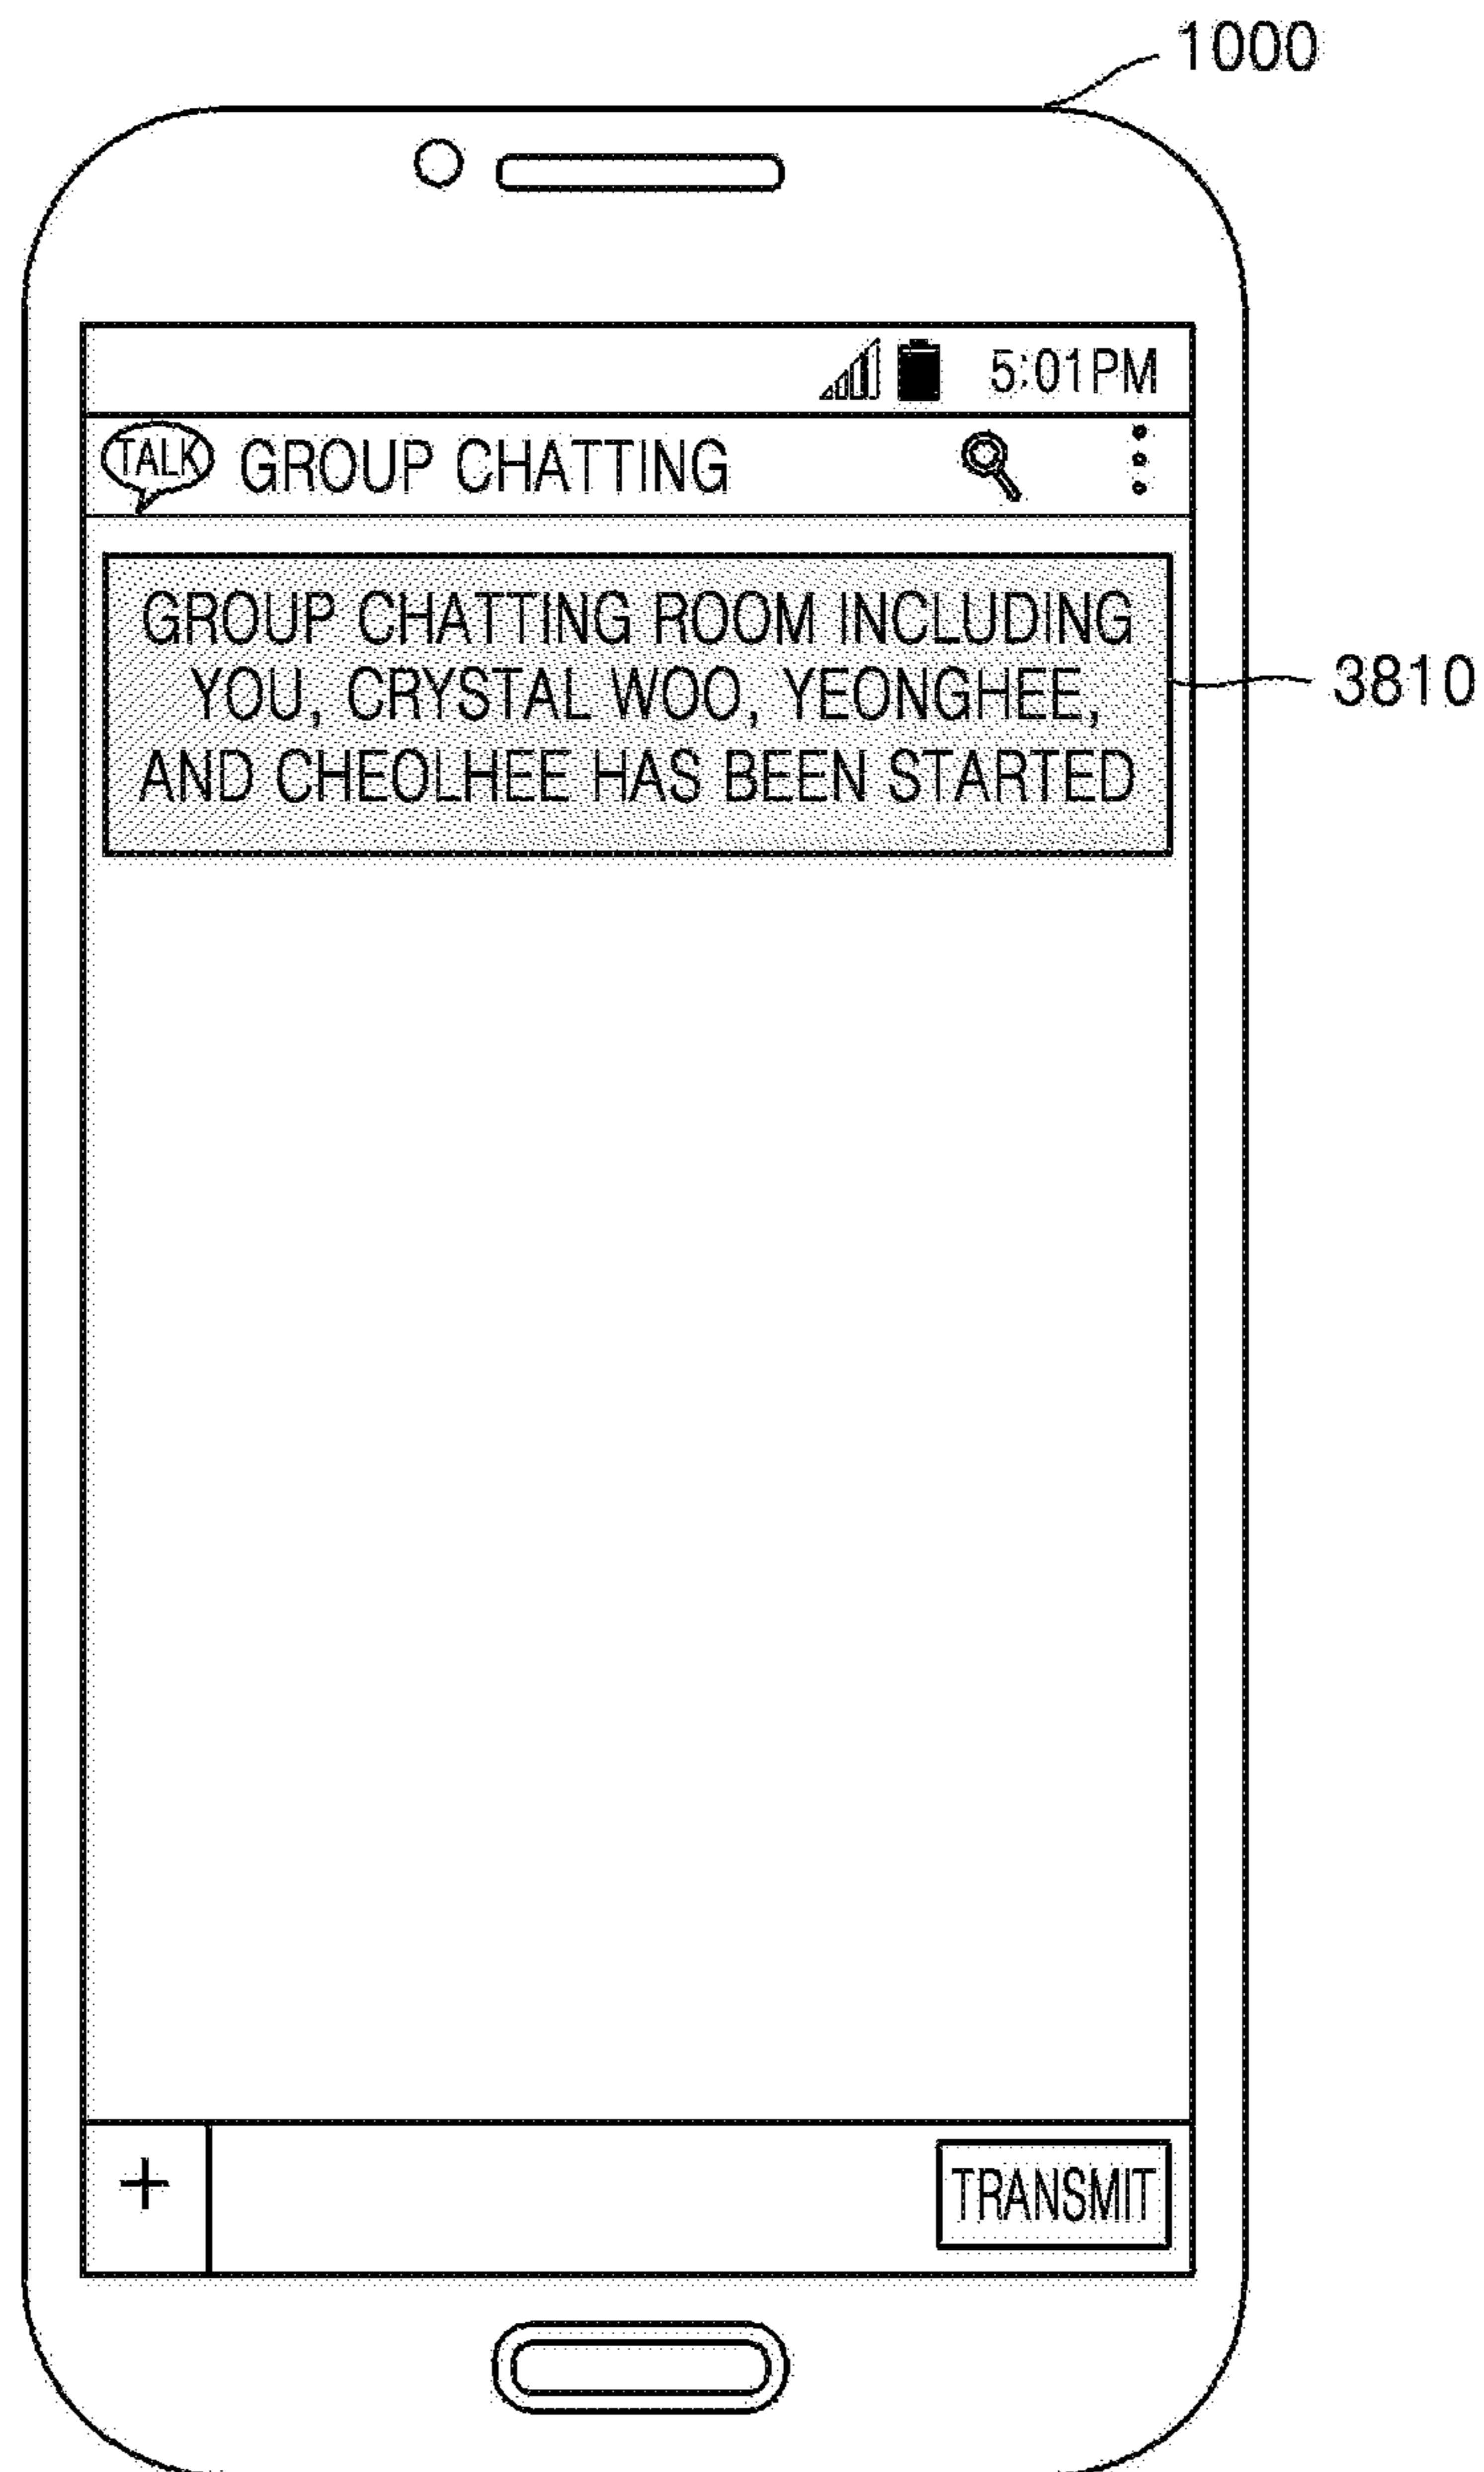 1000
5:01PM
TALK GROUP CHATTING
GROUP CHATTING ROOM INCLUDING
YOU, CRYSTAL WOO, YEONGHEE,
AND CHEOLHEE HAS BEEN STARTED
3810
+
TRANSMIT